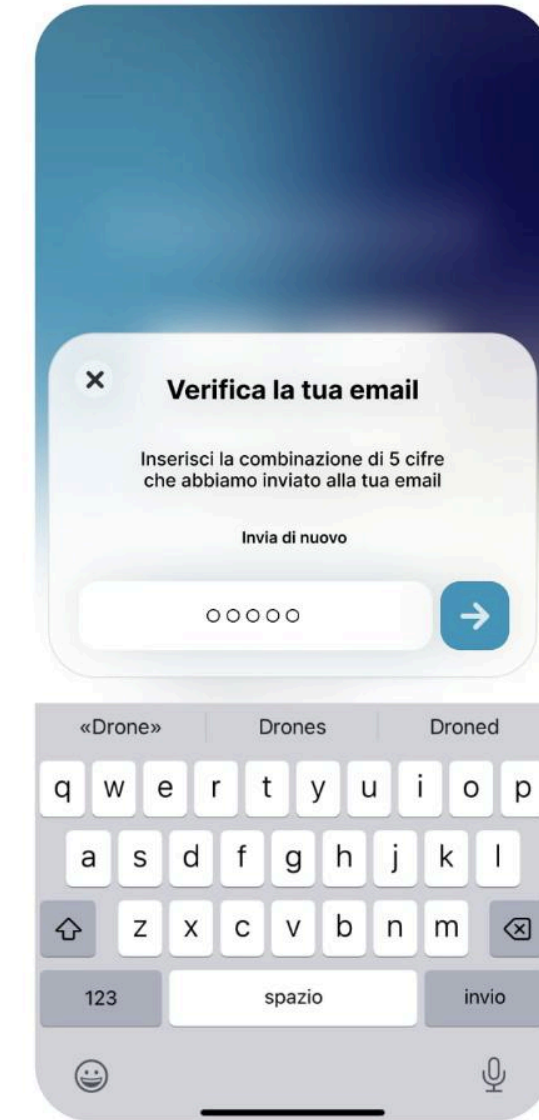 Verifica la tua email
Inserisci la combinazione di 5 cifre
che abbiamo inviato alla tua email
Invia di nuovo
«Drone» Drones Droned
q w e r t y u i o p
a s d f g h j k l
z x c v b n m
123 spazio invio